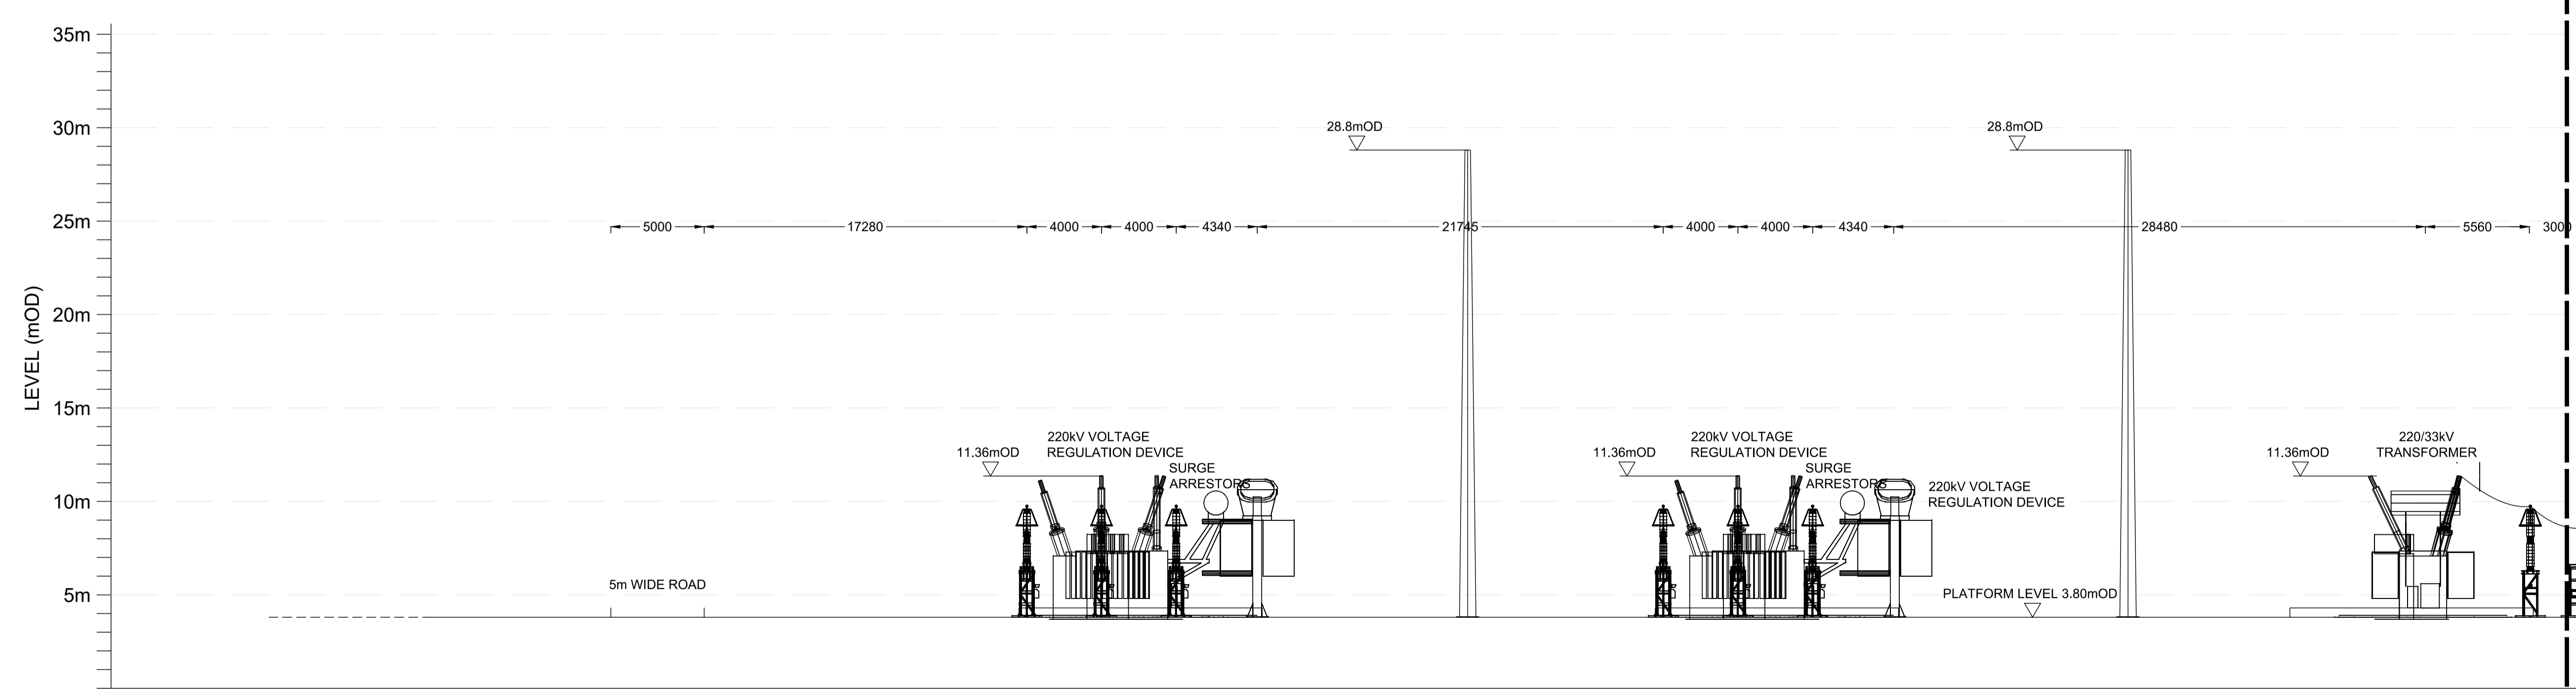 35m
30m
25m
20m
15m
10m
5m
LEVEL (mOD)
28.8mOD
28.8mOD
5000
17280
4000
4000
4340
21745
4000
4000
4340
28480
5560
3000
11.36mOD
220kV VOLTAGE
REGULATION DEVICE
SURGE
ARRESTORS
11.36mOD
220kV VOLTAGE
REGULATION DEVICE
SURGE
ARRESTORS
220kV VOLTAGE
REGULATION DEVICE
11.36mOD
220/33kV
TRANSFORMER
5m WIDE ROAD
PLATFORM LEVEL 3.80mOD